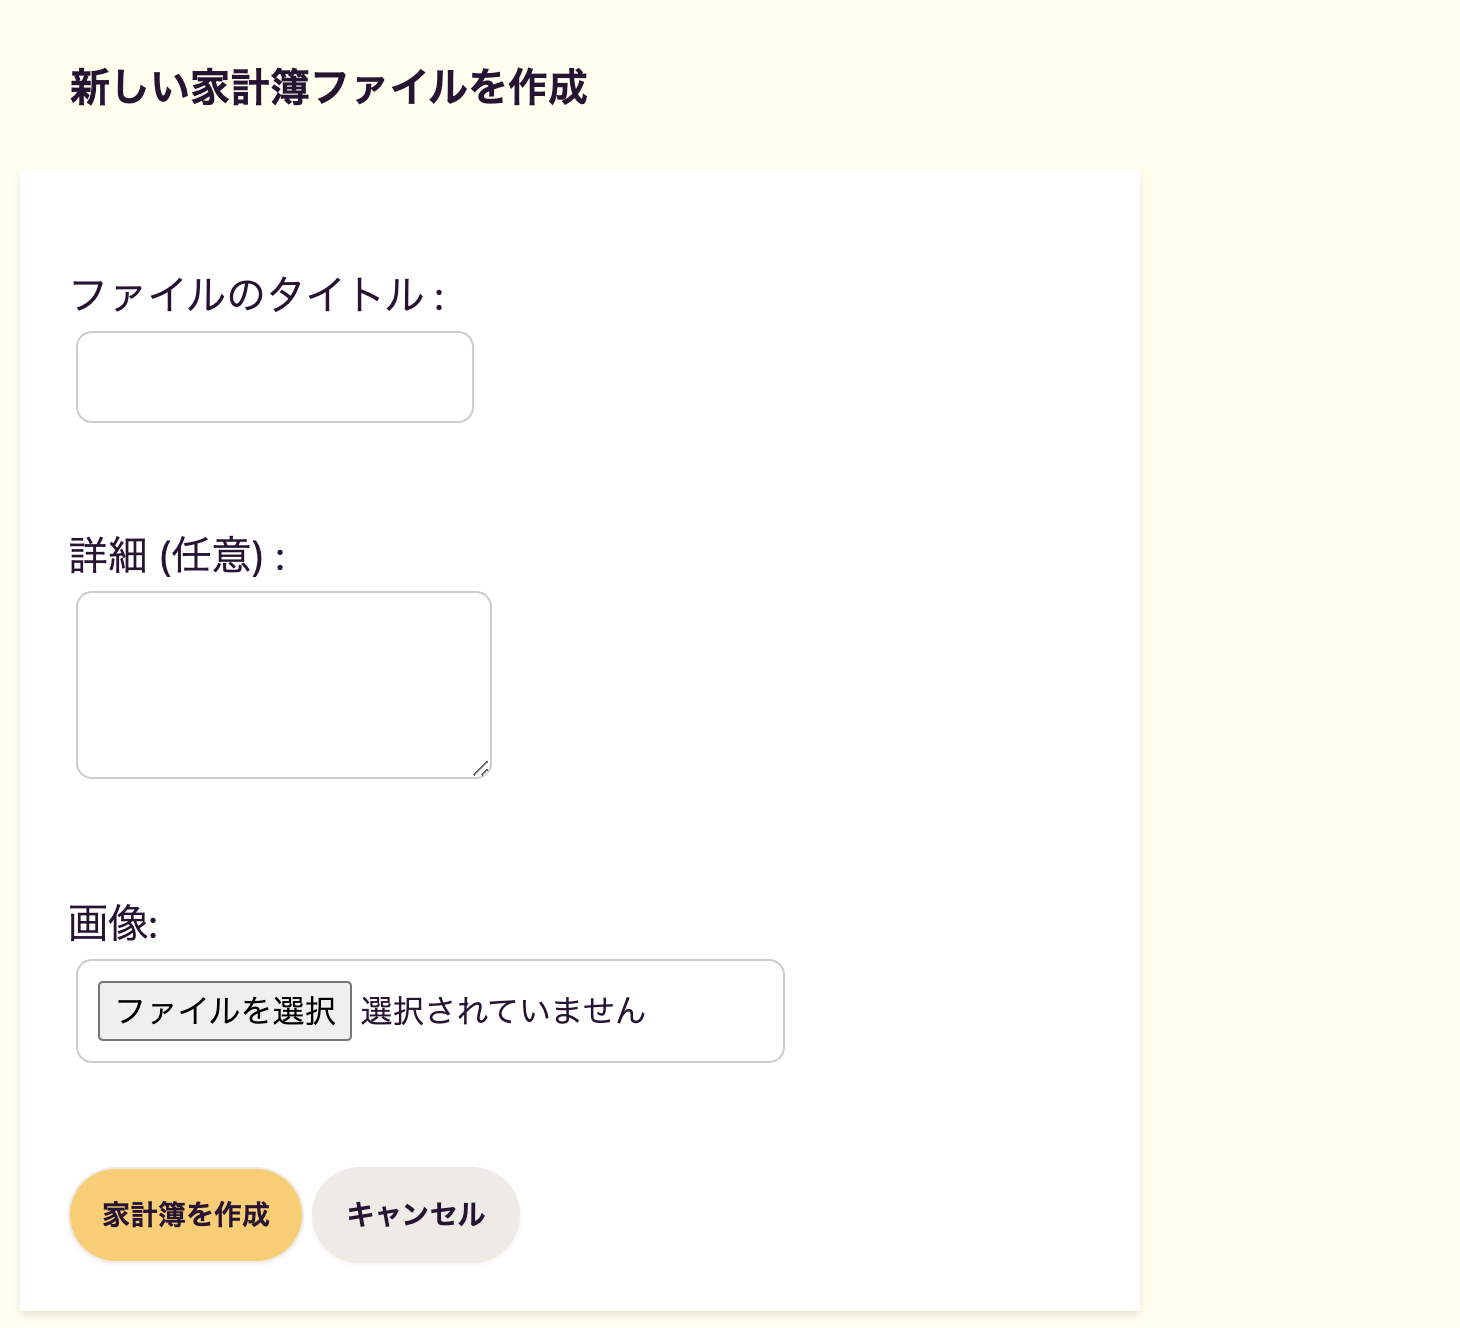 新しい家計簿ファイルを作成
ファイルのタイトル :
詳細 (任意) :
画像:
ファイルを選択 選択されていません
家計簿を作成 キャンセル